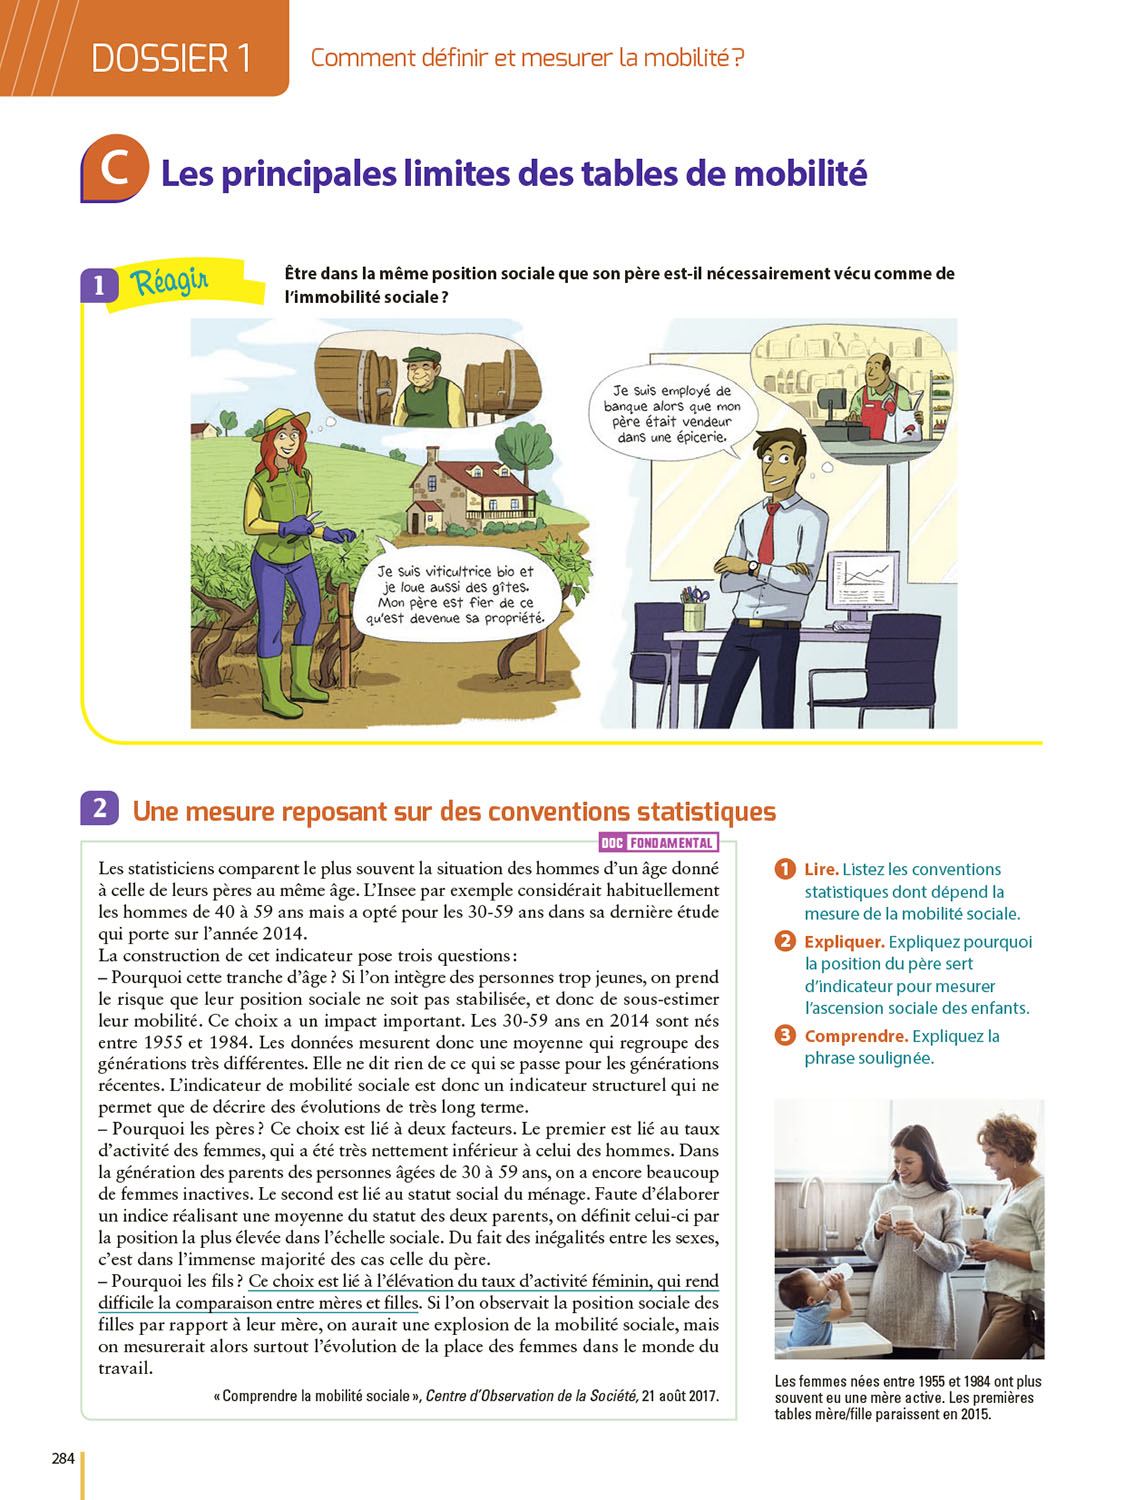 DOSSIER 1
Comment définir et mesurer la mobilité ?
C
Les principales limites des tables de mobilité
1
Réagir
Être dans la même position sociale que son père est-il nécessairement vécu comme de
l'immobilité sociale ?
Je suis employé de
banque alors que mon
père était vendeur
dans une épicerie.
Je suis viticultrice bio et
je loue aussi des gîtes.
Mon père est fier de ce
qu'est devenue sa propriété.
2
Une mesure reposant sur des conventions statistiques
DOC FONDAMENTAL
Les statisticiens comparent le plus souvent la situation des hommes d'un âge donné
à celle de leurs pères au même âge. L'Insee par exemple considérait habituellement
les hommes de 40 à 59 ans mais a opté pour les 30-59 ans dans sa dernière étude
qui porte sur l'année 2014.
La construction de cet indicateur pose trois questions :
– Pourquoi cette tranche d'âge ? Si l'on intègre des personnes trop jeunes, on prend
le risque que leur position sociale ne soit pas stabilisée, et donc de sous-estimer
leur mobilité. Ce choix a un impact important. Les 30-59 ans en 2014 sont nés
entre 1955 et 1984. Les données mesurent donc une moyenne qui regroupe des
générations très différentes. Elle ne dit rien de ce qui se passe pour les générations
récentes. L'indicateur de mobilité sociale est donc un indicateur structurel qui ne
permet que de décrire des évolutions de très long terme.
– Pourquoi les pères ? Ce choix est lié à deux facteurs. Le premier est lié au taux
d'activité des femmes, qui a été très nettement inférieur à celui des hommes. Dans
la génération des parents des personnes âgées de 30 à 59 ans, on a encore beaucoup
de femmes inactives. Le second est lié au statut social du ménage. Faute d'élaborer
un indice réalisant une moyenne du statut des deux parents, on définit celui-ci par
la position la plus élevée dans l'échelle sociale. Du fait des inégalités entre les sexes,
c'est dans l'immense majorité des cas celle du père.
– Pourquoi les fils ? Ce choix est lié à l'élévation du taux d'activité féminin, qui rend
difficile la comparaison entre mères et filles. Si l'on observait la position sociale des
filles par rapport à leur mère, on aurait une explosion de la mobilité sociale, mais
on mesurerait alors surtout l'évolution de la place des femmes dans le monde du
travail.
« Comprendre la mobilité sociale », Centre d'Observation de la Société, 21 août 2017.
1 Lire. Listez les conventions
statistiques dont dépend la
mesure de la mobilité sociale.
2 Expliquer. Expliquez pourquoi
la position du père sert
d'indicateur pour mesurer
l'ascension sociale des enfants.
3 Comprendre. Expliquez la
phrase soulignée.
Les femmes nées entre 1955 et 1984 ont plus
souvent eu une mère active. Les premières
tables mère/fille paraissent en 2015.
284